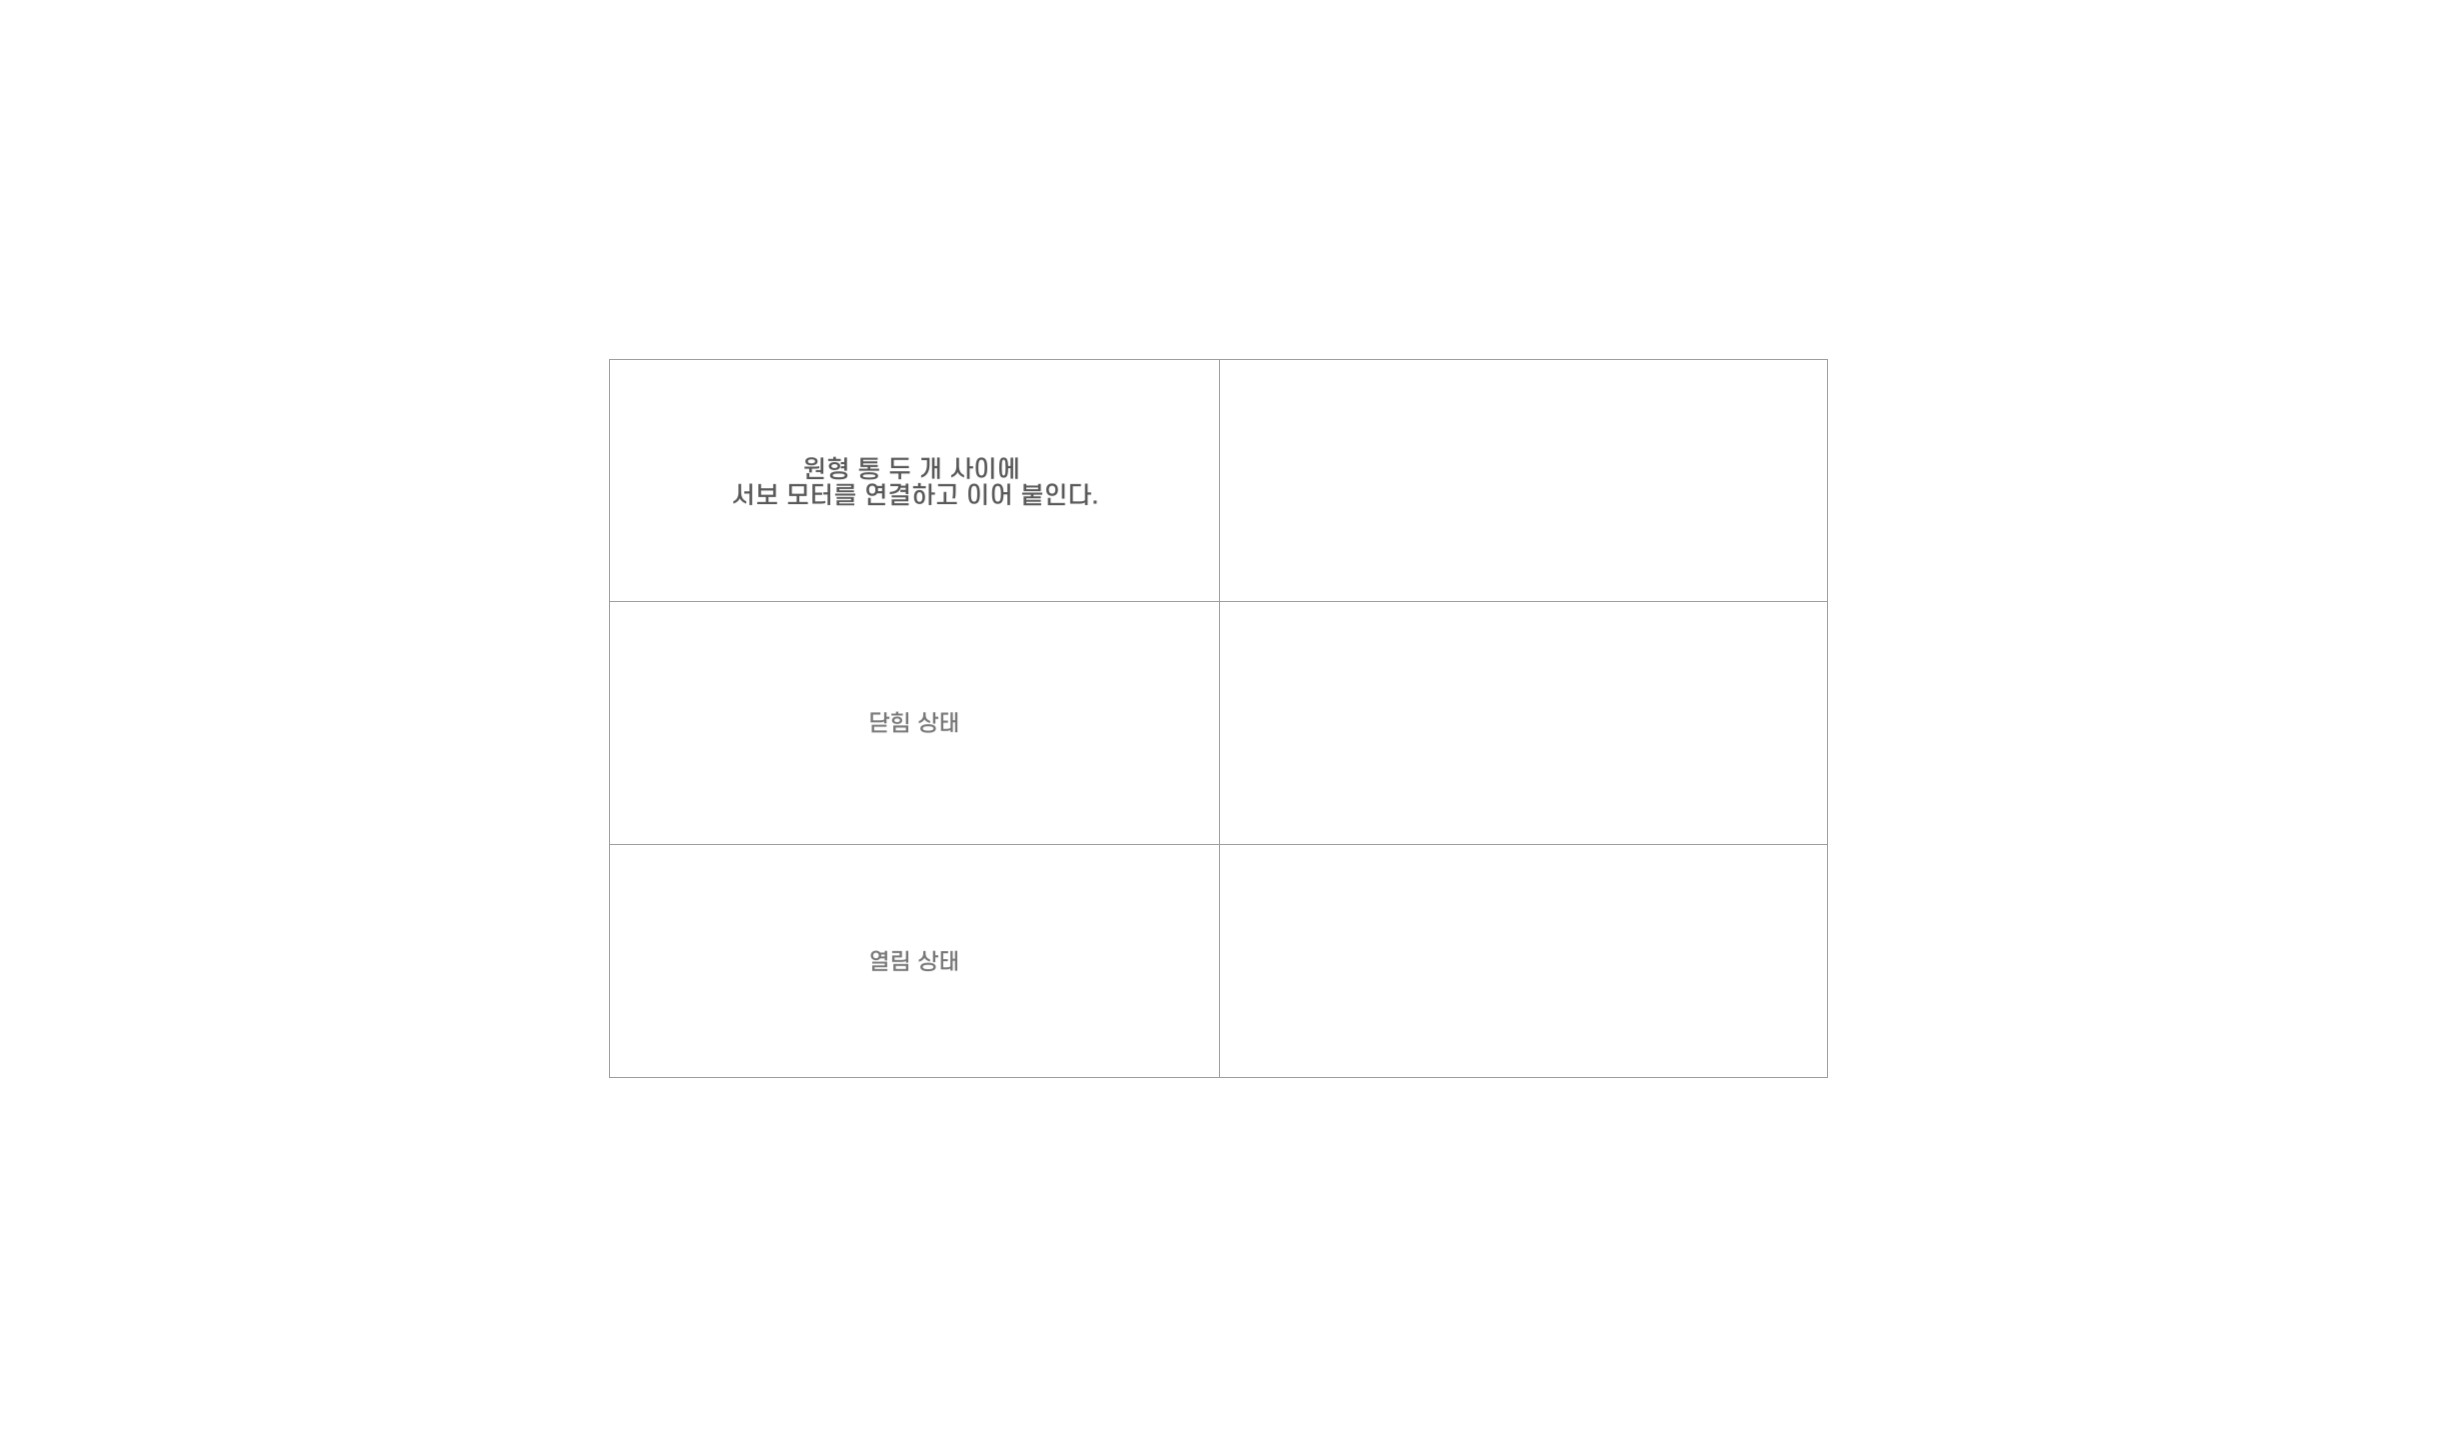 원형 통 두 개 사이에
서보 모터를 연결하고 이어 붙인다.
닫힘 상태
열림 상태